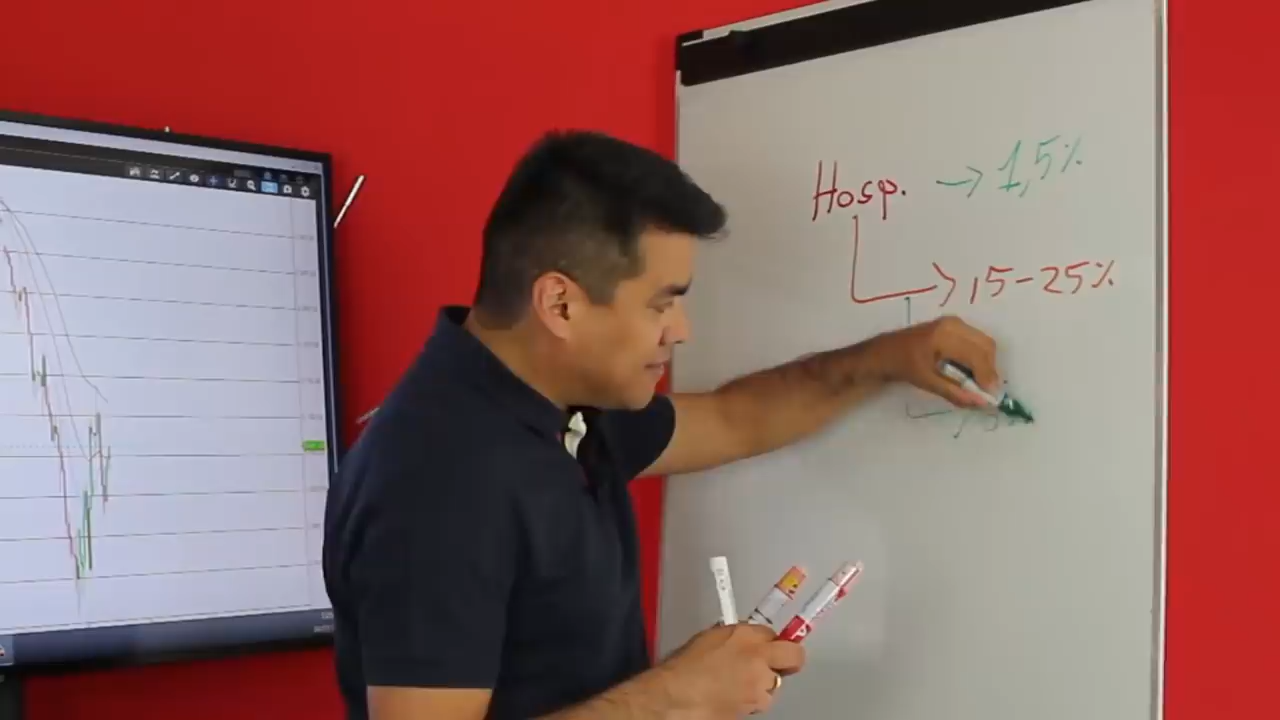 Hosp. → 1,5%
→ 15-25%